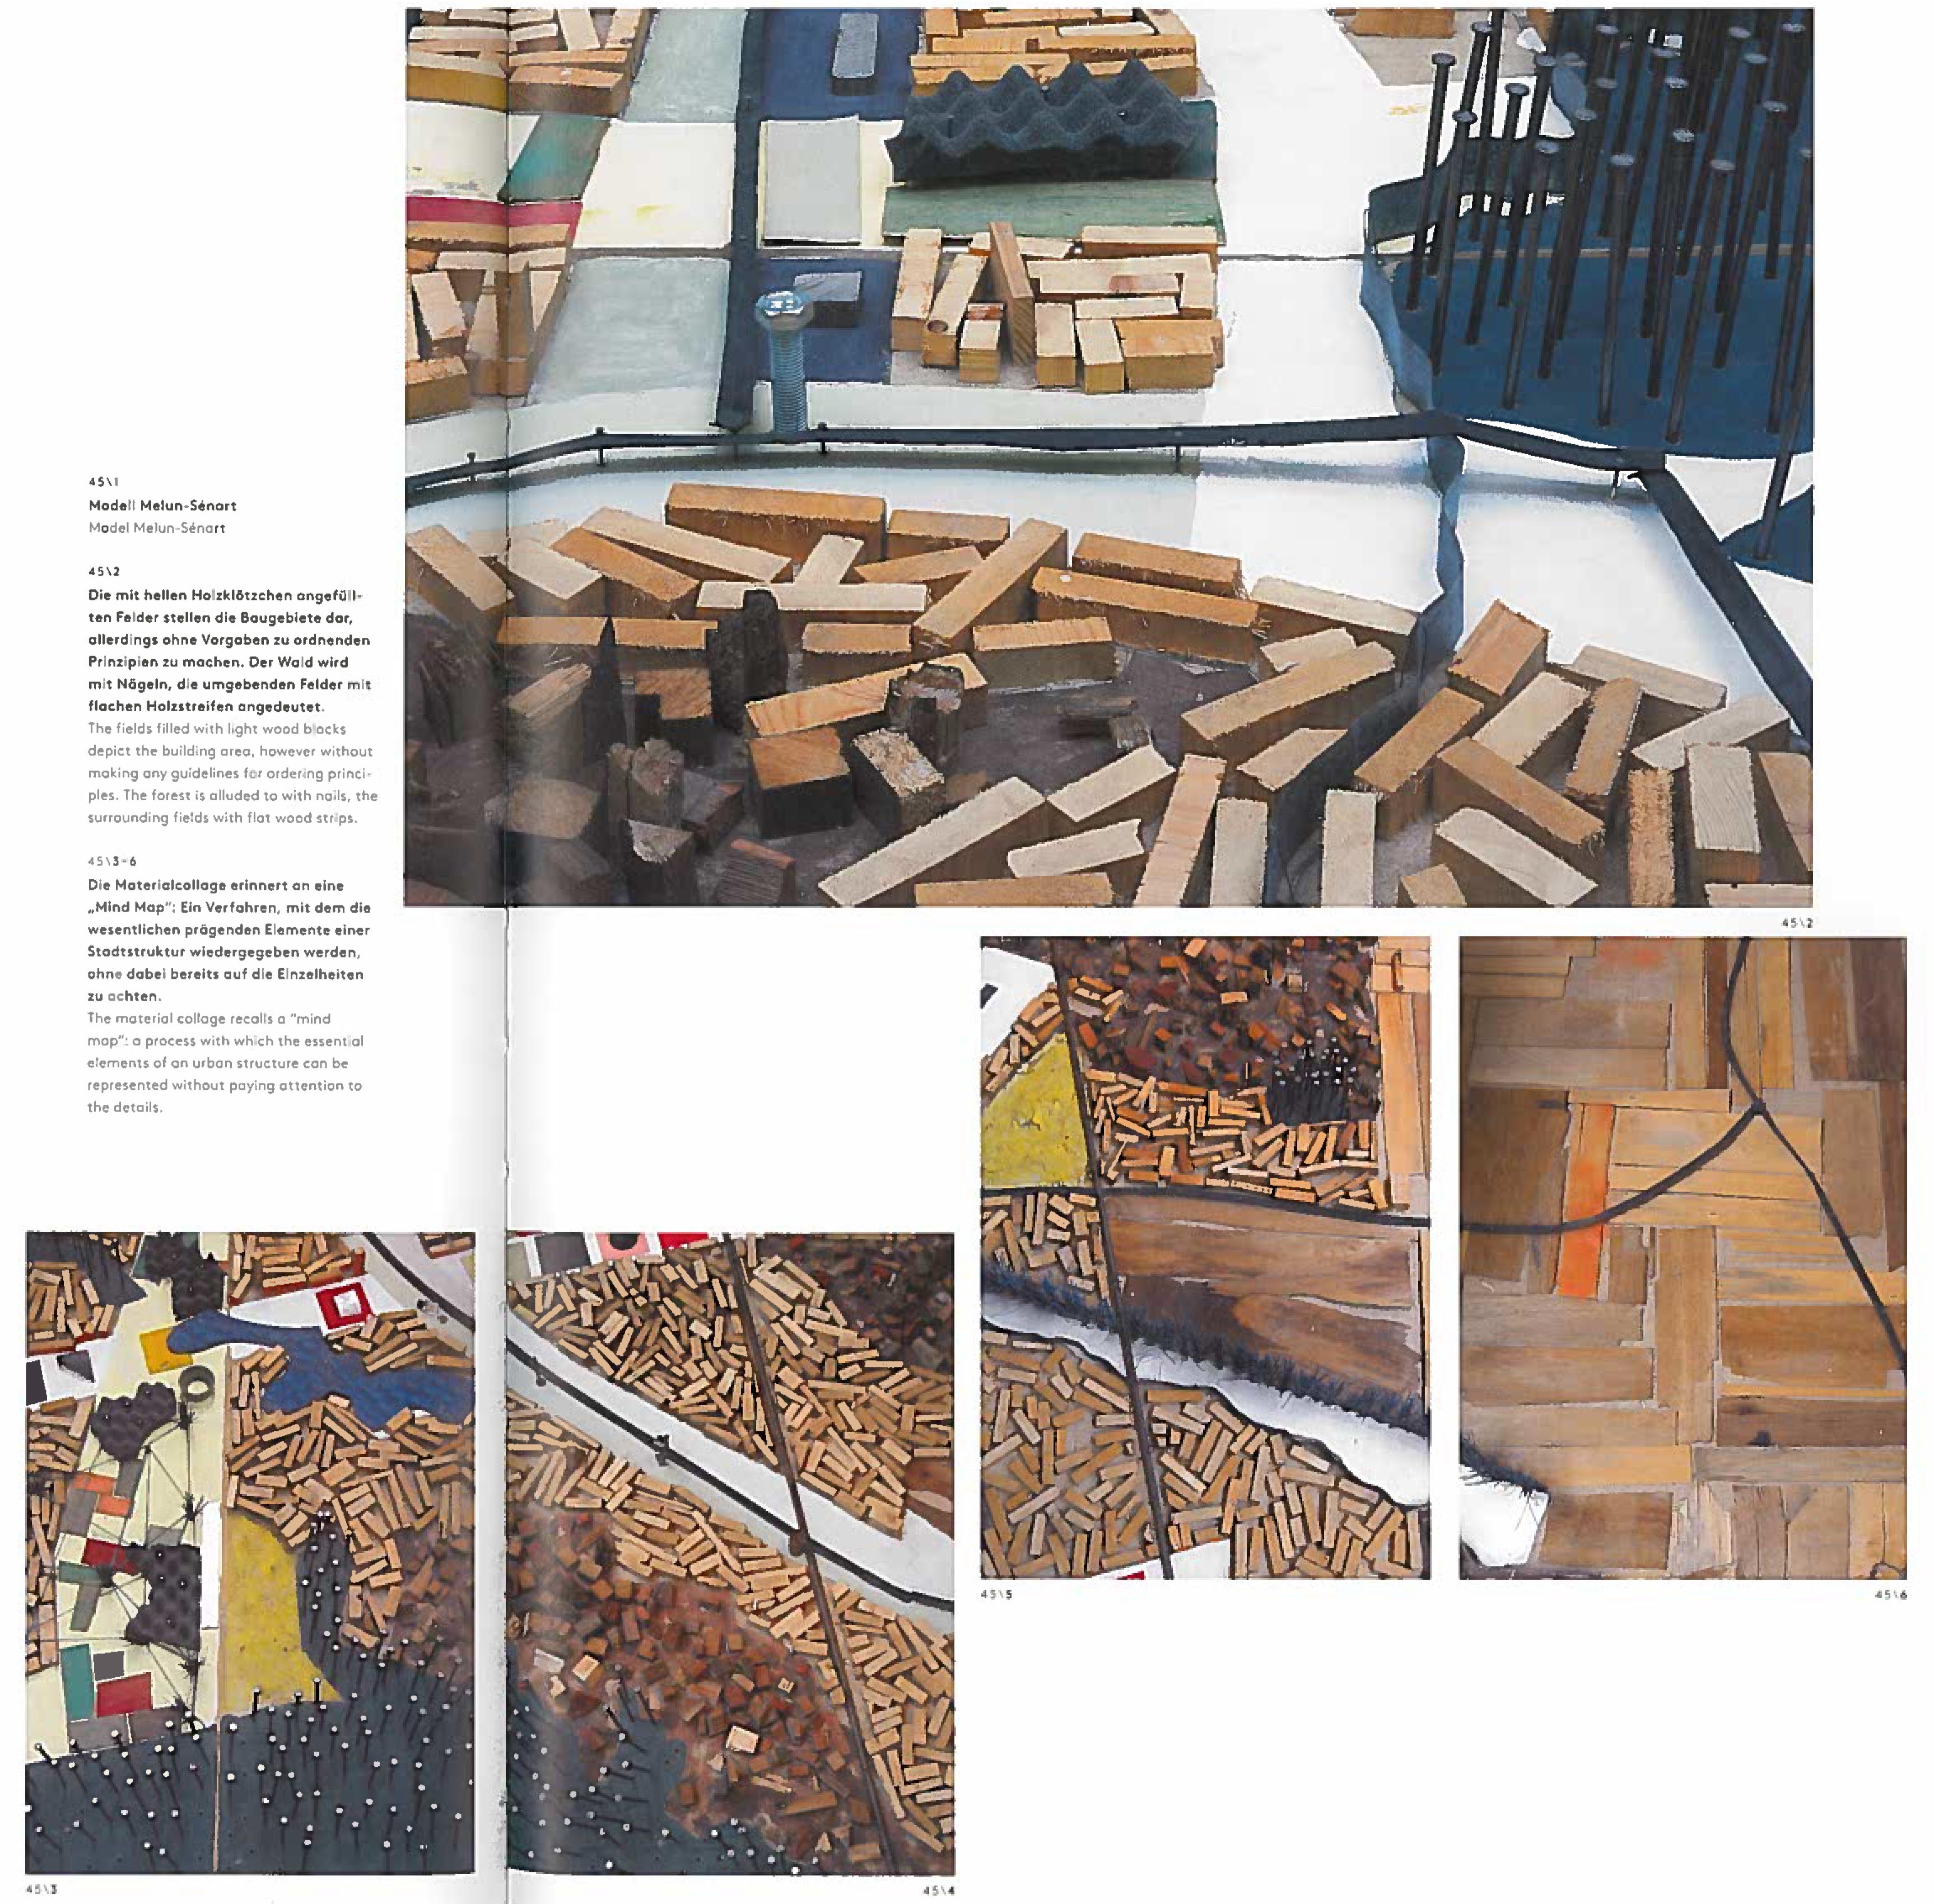 45\1
Modell Melun-Sénart
Model Melun-Sénart
45\2
Die mit hellen Holzklötzchen angefüll-
ten Felder stellen die Baugebiete dar,
allerdings ohne Vorgaben zu ordnenden
Prinzipien zu machen. Der Wald wird
mit Nägeln, die umgebenden Felder mit
flachen Holzstreifen angedeutet.
The fields filled with light wood blocks
depict the building area, however without
making any guidelines for ordering princi-
ples. The forest is alluded to with nails, the
surrounding fields with flat wood strips.
45\3-6
Die Materialcollage erinnert an eine
„Mind Map“: Ein Verfahren, mit dem die
wesentlichen prägenden Elemente einer
Stadtstruktur wiedergegeben werden,
ohne dabei bereits auf die Einzelheiten
zu achten.
The material collage recalls a “mind
map”: a process with which the essential
elements of an urban structure can be
represented without paying attention to
the details.
45\2
45\5
45\6
45\3
45\4